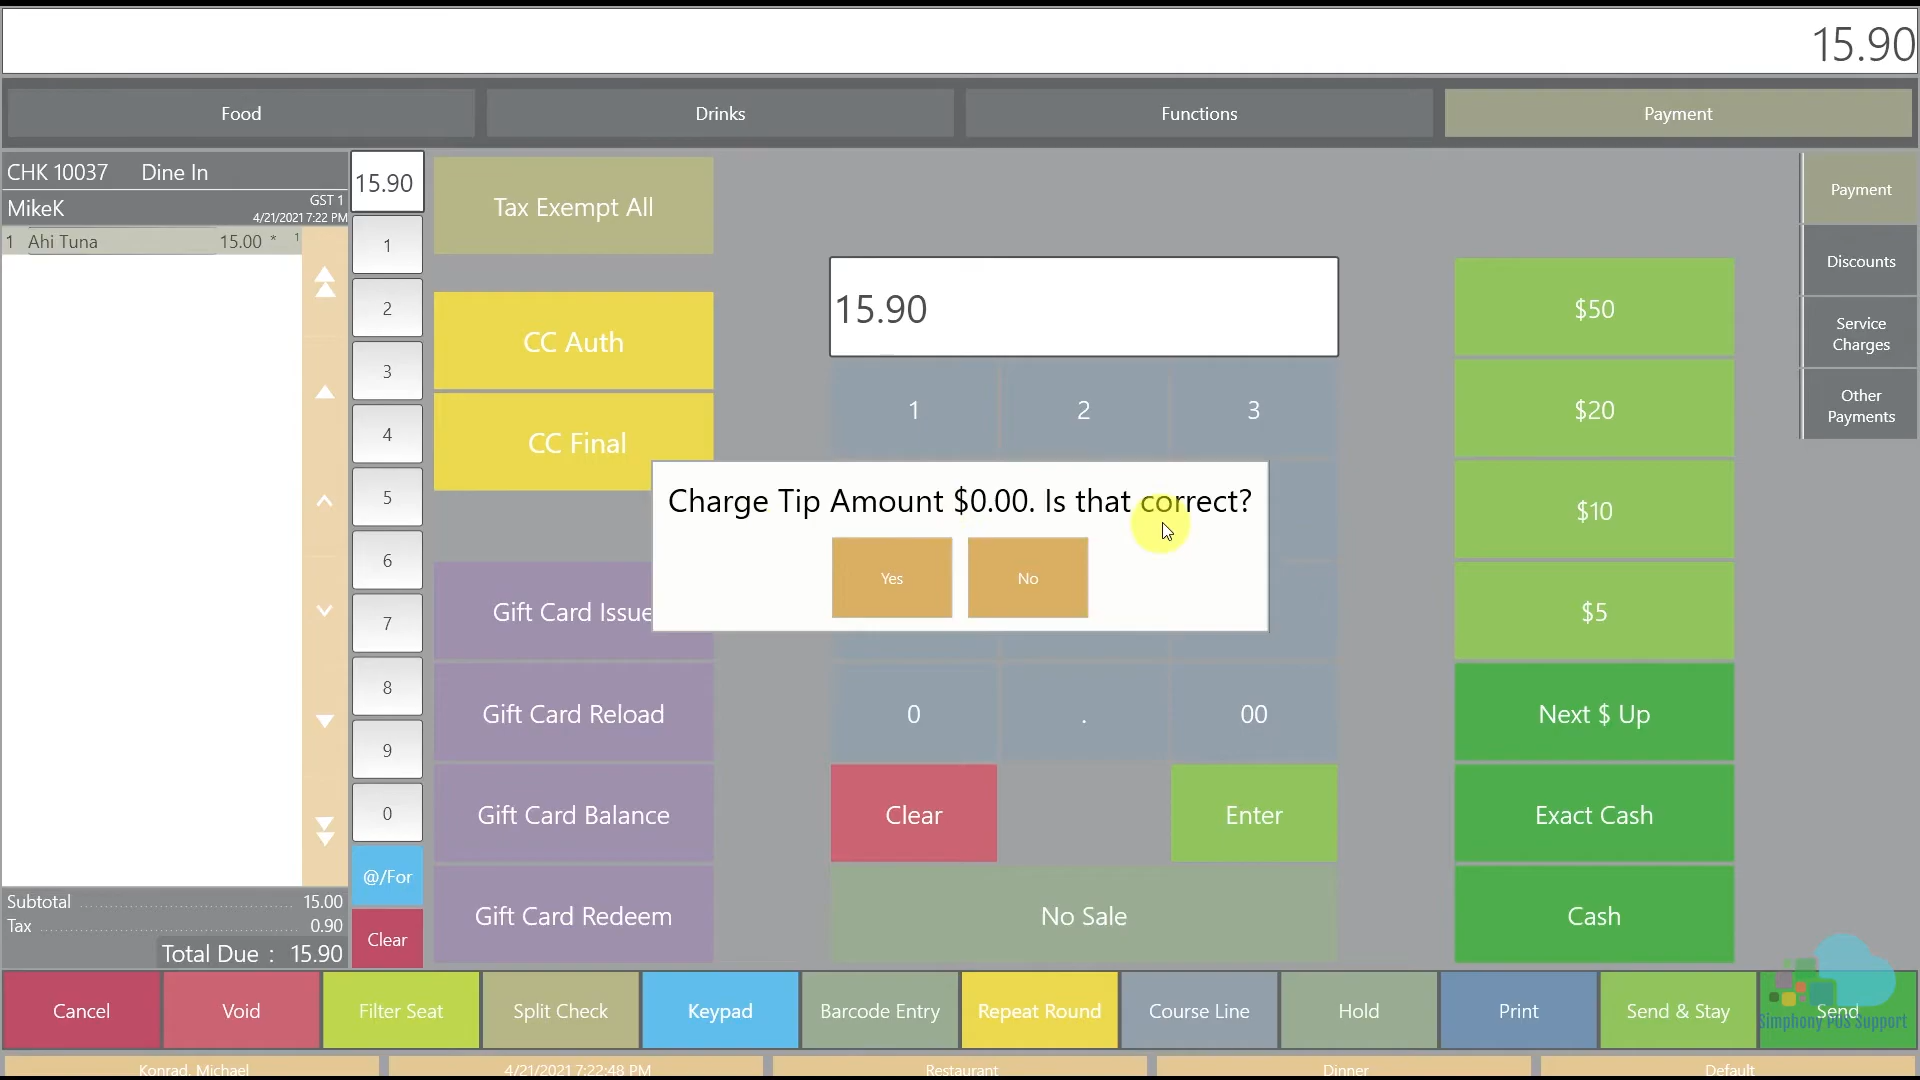 15.90
Food
Drinks
Functions
Payment
CHK 10037 Dine In
MikeK
GST 1
4/21/2021 7:22 PM
1 Ahi Tuna 15.00 * 1
Subtotal 15.00
Tax 0.90
Total Due : 15.90
15.90
1
2
3
4
5
6
7
8
9
0
@/For
Clear
Tax Exempt All
CC Auth
CC Final
Gift Card Issue
Gift Card Reload
Gift Card Balance
Gift Card Redeem
15.90
1 2 3
Charge Tip Amount $0.00. Is that correct?
Yes No
0 . 00
Clear
Enter
No Sale
$50
$20
$10
$5
Next $ Up
Exact Cash
Cash
Payment
Discounts
Service
Charges
Other
Payments
Cancel
Void
Filter Seat
Split Check
Keypad
Barcode Entry
Repeat Round
Course Line
Hold
Print
Send & Stay
Send
Simphony POS Support
Konrad, Michael
4/21/2021 7:22:48 PM
Restaurant
Dinner
Default